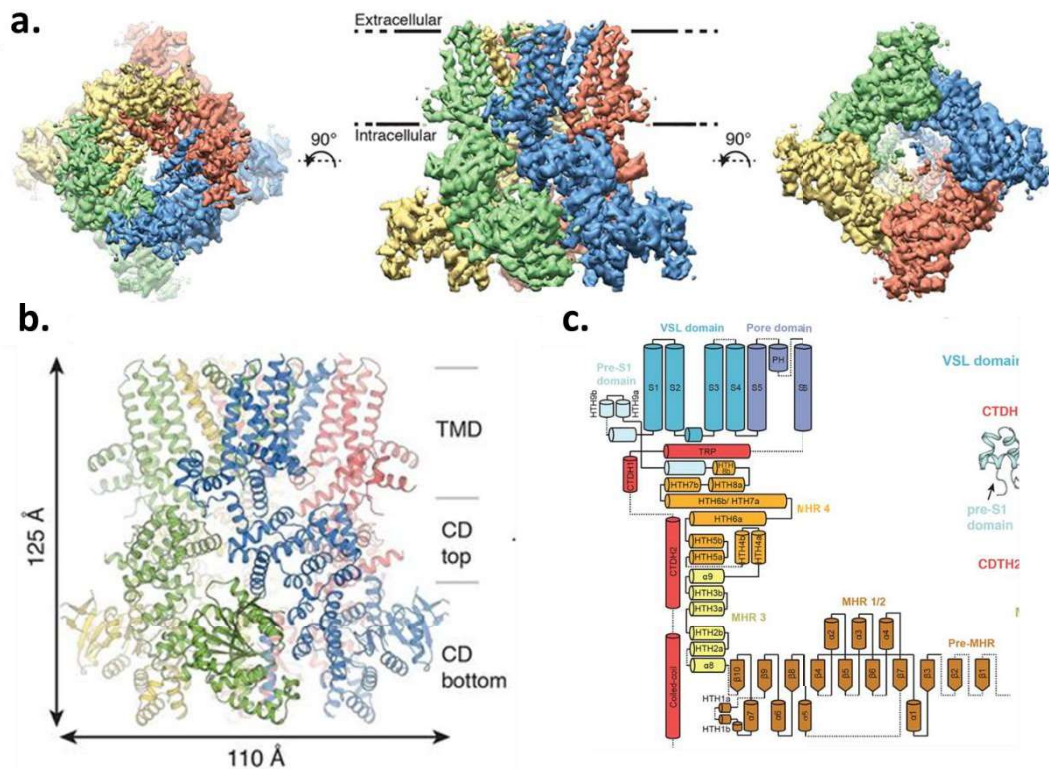 a.
Extracellular
Intracellular
90°
90°
b.
125 Å
110 Å
TMD
CD
top
CD
bottom
c.
VSL domain
Pore domain
Pre-S1
domain
HTH9b
HTH9a
S1
S2
S3
S4
S5
PH
S6
TRP
CTDH1
HTH
8b
HTH7b
HTH8a
HTH6b/ HTH7a
MHR 4
HTH6a
HTH5b
HTH5a
HTH4b
HTH4a
CTDH2
α9
HTH3b
HTH3a
MHR 3
HTH2b
HTH2a
α8
Coiled-coil
MHR 1/2
α2
α3
α4
Pre-MHR
β10
β9
β8
β4
β5
β6
β7
β3
β2
β1
HTH1a
HTH1b
α7
α6
α5
α1
VSL domain
CTDH
pre-S1
domain
CDTH2